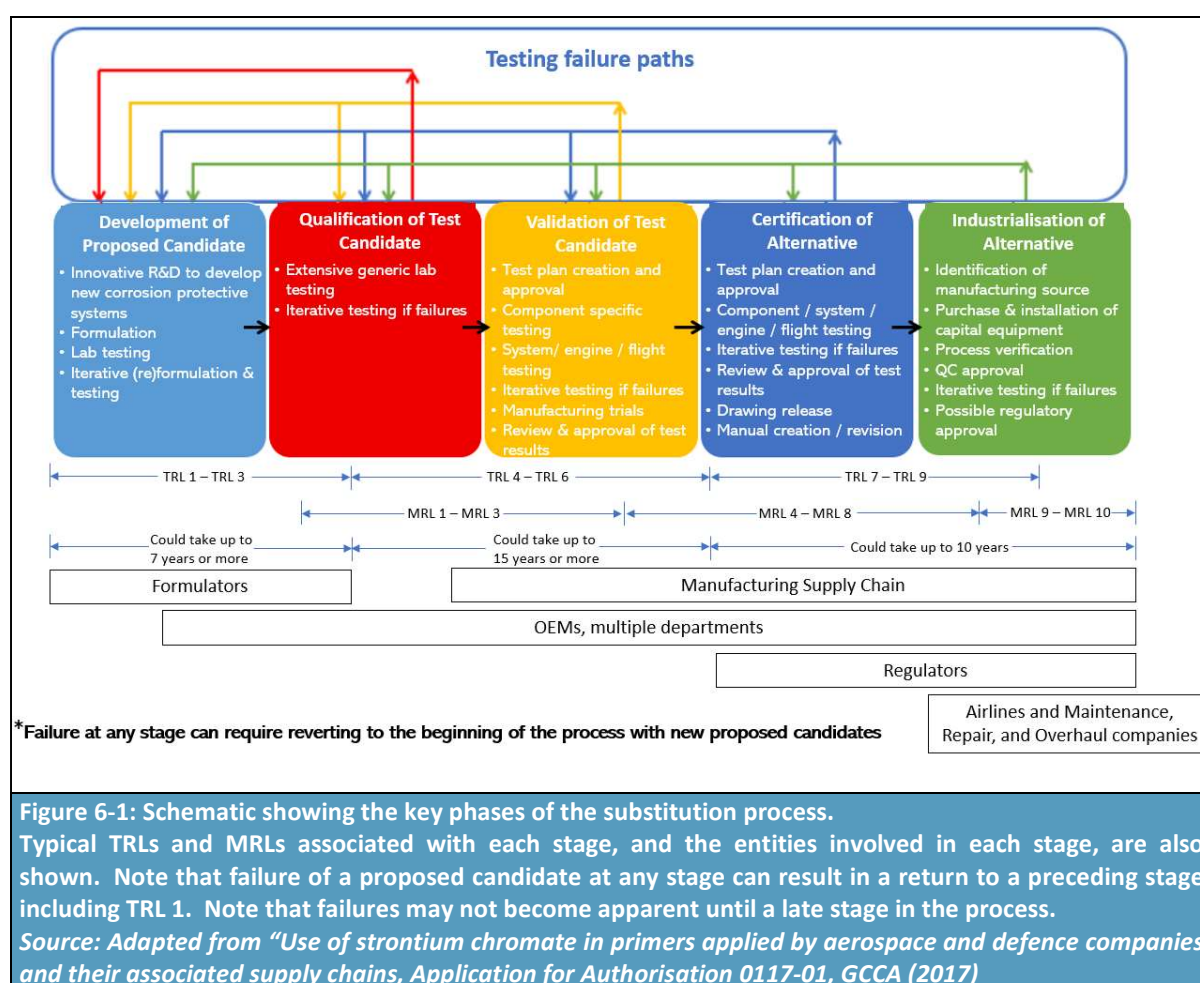 Testing failure paths
Development of
Proposed Candidate
• Innovative R&D to develop
new corrosion protective
systems
• Formulation
• Lab testing
• Iterative (re)formulation &
testing
Qualification of Test
Candidate
• Extensive generic lab
testing
• Iterative testing if failures
Validation of Test
Candidate
• Test plan creation and
approval
• Component specific
testing
• System/ engine / flight
testing
• Iterative testing if failures
• Manufacturing trials
• Review & approval of test
results
Certification of
Alternative
• Test plan creation and
approval
• Component / system /
engine / flight testing
• Iterative testing if failures
• Review & approval of test
results
• Drawing release
• Manual creation / revision
Industrialisation of
Alternative
• Identification of
manufacturing source
• Purchase & installation of
capital equipment
• Process verification
• QC approval
• Iterative testing if failures
• Possible regulatory
approval
TRL 1 – TRL 3
TRL 4 – TRL 6
TRL 7 – TRL 9
MRL 1 – MRL 3
MRL 4 – MRL 8
MRL 9 – MRL 10
Could take up to
7 years or more
Could take up to
15 years or more
Could take up to 10 years
Formulators
Manufacturing Supply Chain
OEMs, multiple departments
Regulators
Airlines and Maintenance,
Repair, and Overhaul companies
*Failure at any stage can require reverting to the beginning of the process with new proposed candidates
Figure 6-1: Schematic showing the key phases of the substitution process.
Typical TRLs and MRLs associated with each stage, and the entities involved in each stage, are also
shown. Note that failure of a proposed candidate at any stage can result in a return to a preceding stage
including TRL 1. Note that failures may not become apparent until a late stage in the process.
Source: Adapted from “Use of strontium chromate in primers applied by aerospace and defence companies
and their associated supply chains, Application for Authorisation 0117-01, GCCA (2017)